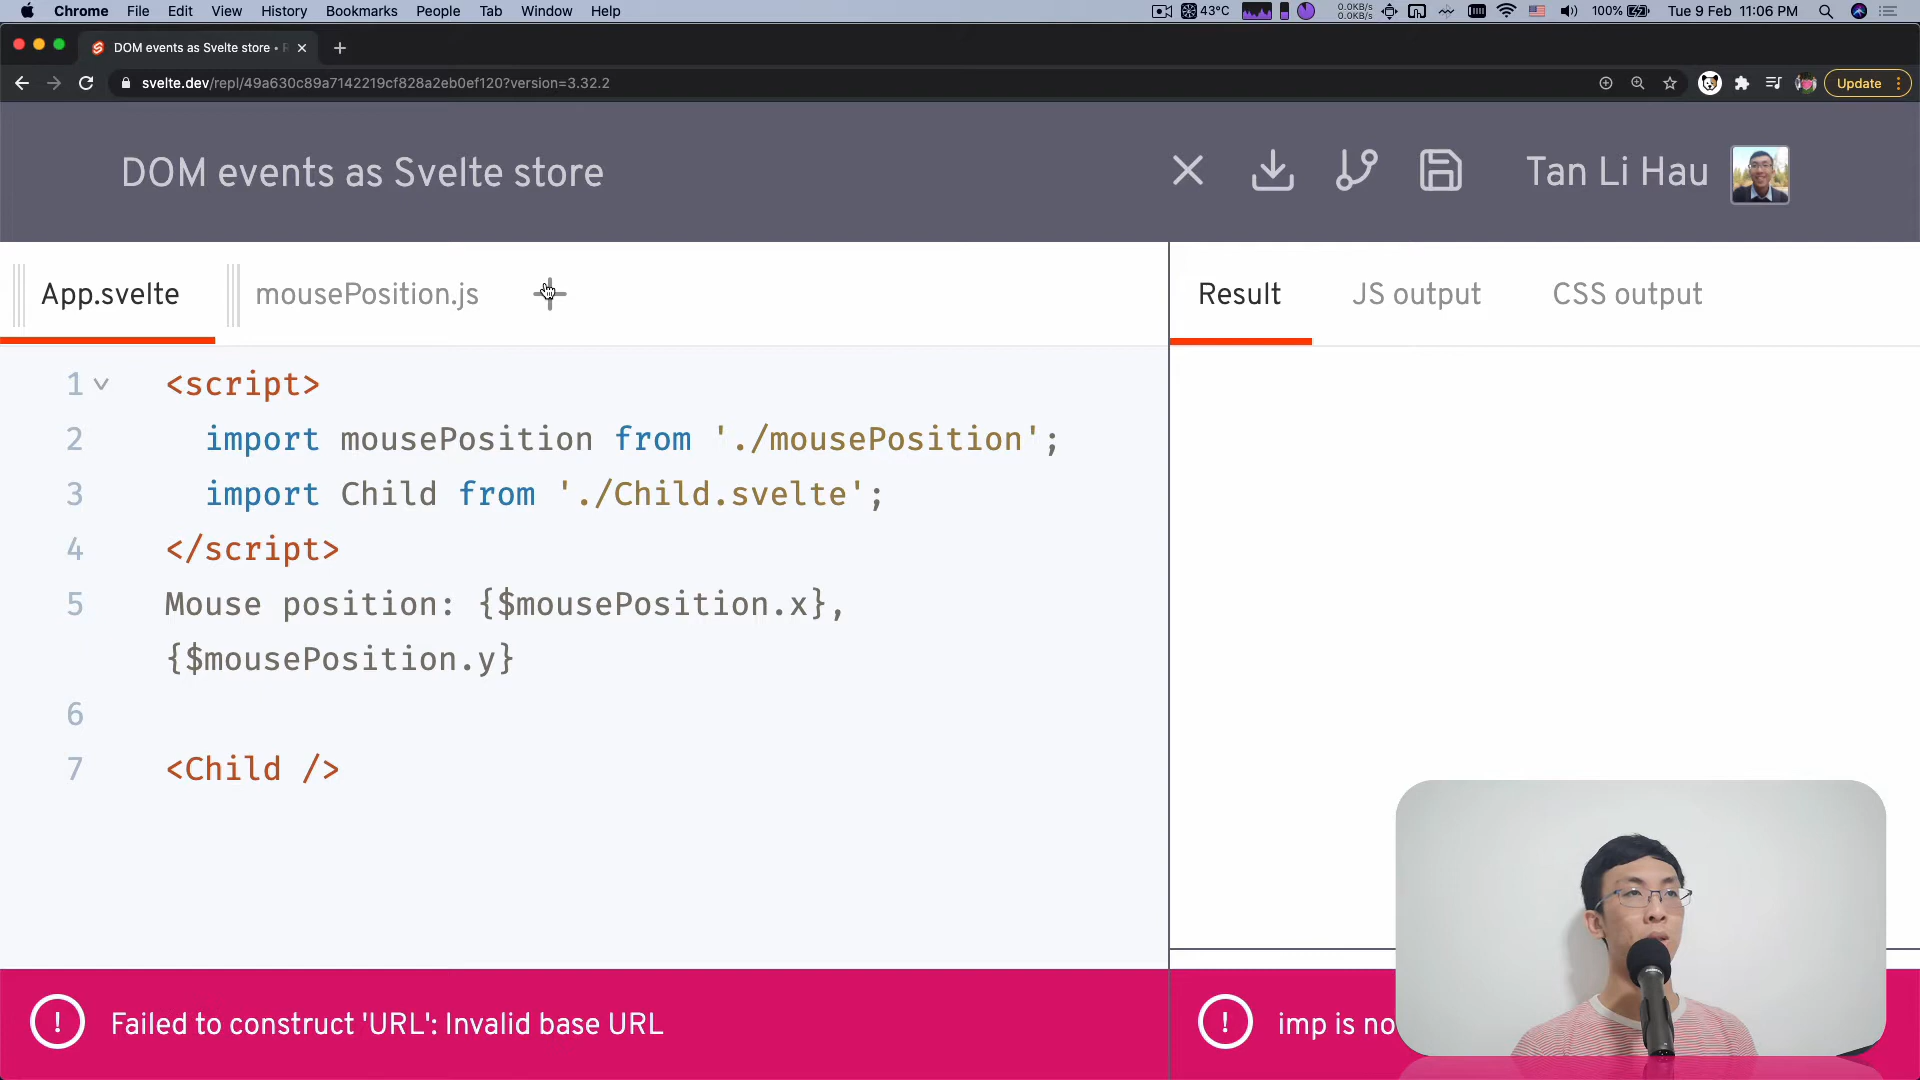 Chrome File Edit View History Bookmarks People Tab Window Help
43°C 0.0KB/s 0.0KB/s 100% Tue 9 Feb 11:06 PM
DOM events as Svelte store •
svelte.dev/repl/49a630c89a7142219cf828a2eb0ef120?version=3.32.2
Update
DOM events as Svelte store
Tan Li Hau
App.svelte mousePosition.js
Result JS output CSS output
1 <script>
2 import mousePosition from './mousePosition';
3 import Child from './Child.svelte';
4 </script>
5 Mouse position: {$mousePosition.x},
{$mousePosition.y}
6
7 <Child />
! Failed to construct 'URL': Invalid base URL
! imp is no